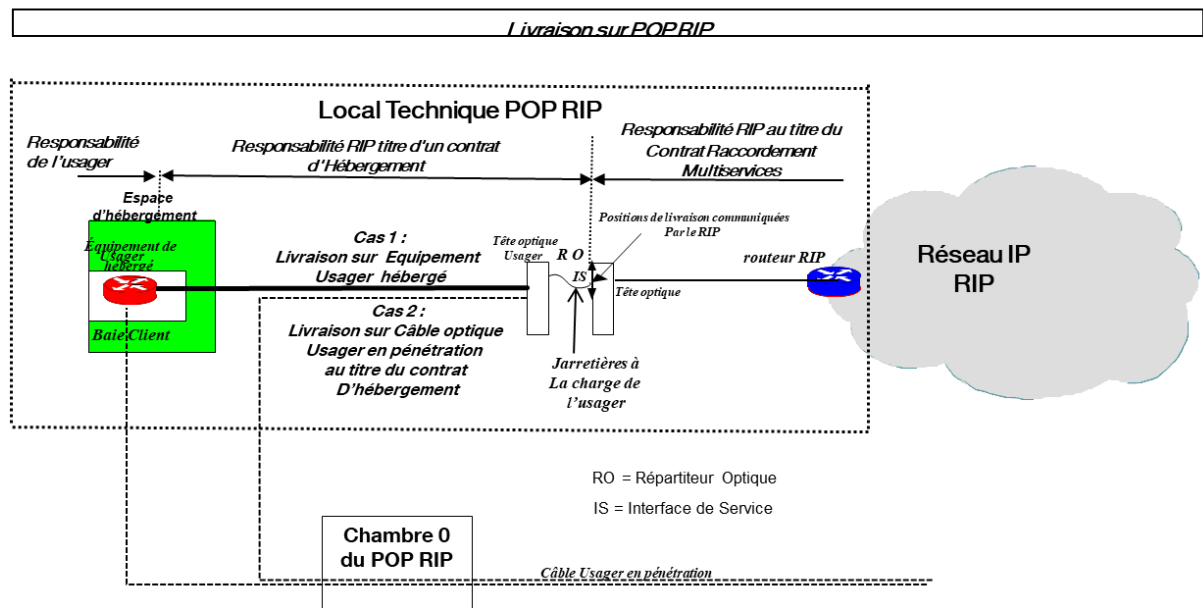 Livraison sur POP RIP
Local Technique POP RIP
Responsabilité
de l'usager
Responsabilité RIP titre d'un contrat
d'Hébergement
Responsabilité RIP au titre du
Contrat Raccordement
Multiservices
Espace
d'hébergement
Équipement de
Usager
hébergé
Baie Client
Cas 1 :
Livraison sur Equipement
Usager hébergé
Cas 2 :
Livraison sur Câble optique
Usager en pénétration
au titre du contrat
D'hébergement
Tête optique
Usager
R O
IS
Positions de livraison communiquées
Par le RIP
Tête optique
Jarretières à
La charge de
l'usager
routeur RIP
Réseau IP
RIP
RO = Répartiteur Optique
IS = Interface de Service
Chambre 0
du POP RIP
Câble Usager en pénétration